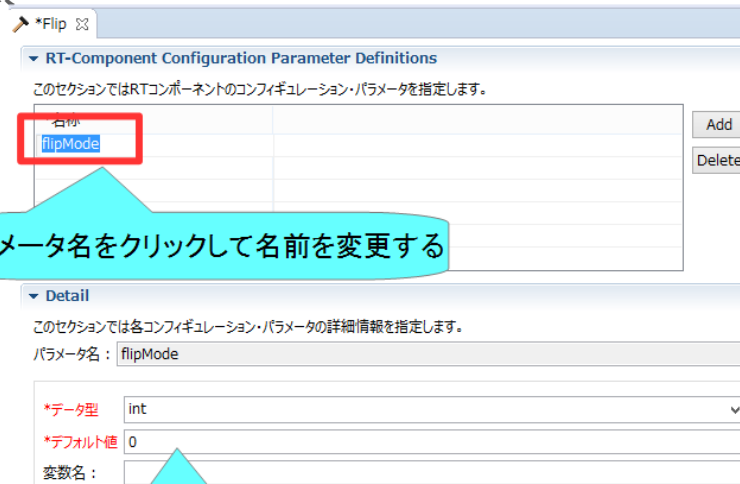 *Flip
RT-Component Configuration Parameter Definitions
このセクションではRTコンポーネントのコンフィギュレーション・パラメータを指定します。
名称
Add
flipMode
Delete
メータ名をクリックして名前を変更する
Detail
このセクションでは各コンフィギュレーション・パラメータの詳細情報を指定します。
パラメータ名： flipMode
*データ型 int
*デフォルト値 0
変数名：